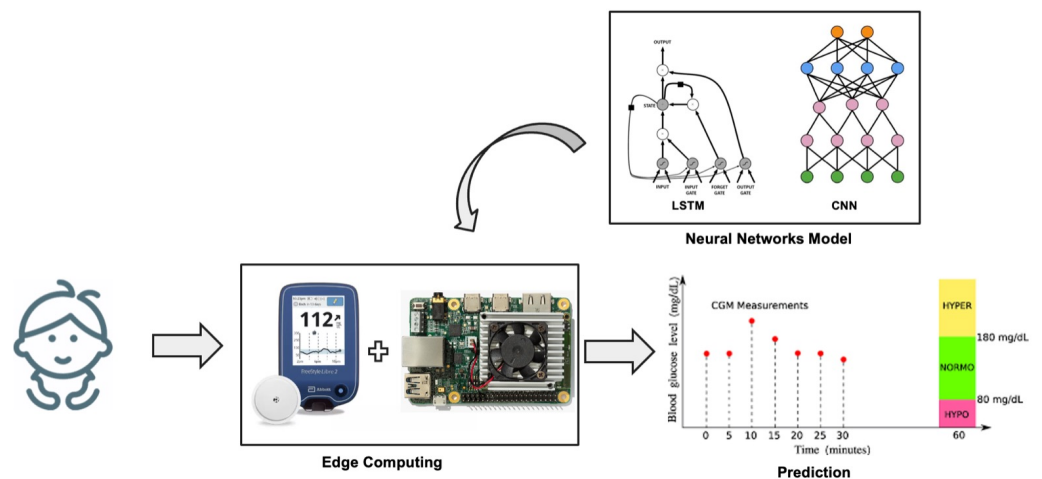 OUTPUT
STATE
INPUT
INPUT
GATE
FORGET
GATE
OUTPUT
GATE
LSTM
CNN
Neural Networks Model
112
FreeStyle Libre 2
Edge Computing
Blood glucose level (mg/dL)
CGM Measurements
HYPER
180 mg/dL
NORMO
80 mg/dL
HYPO
0 5 10 15 20 25 30
60
Time (minutes)
Prediction